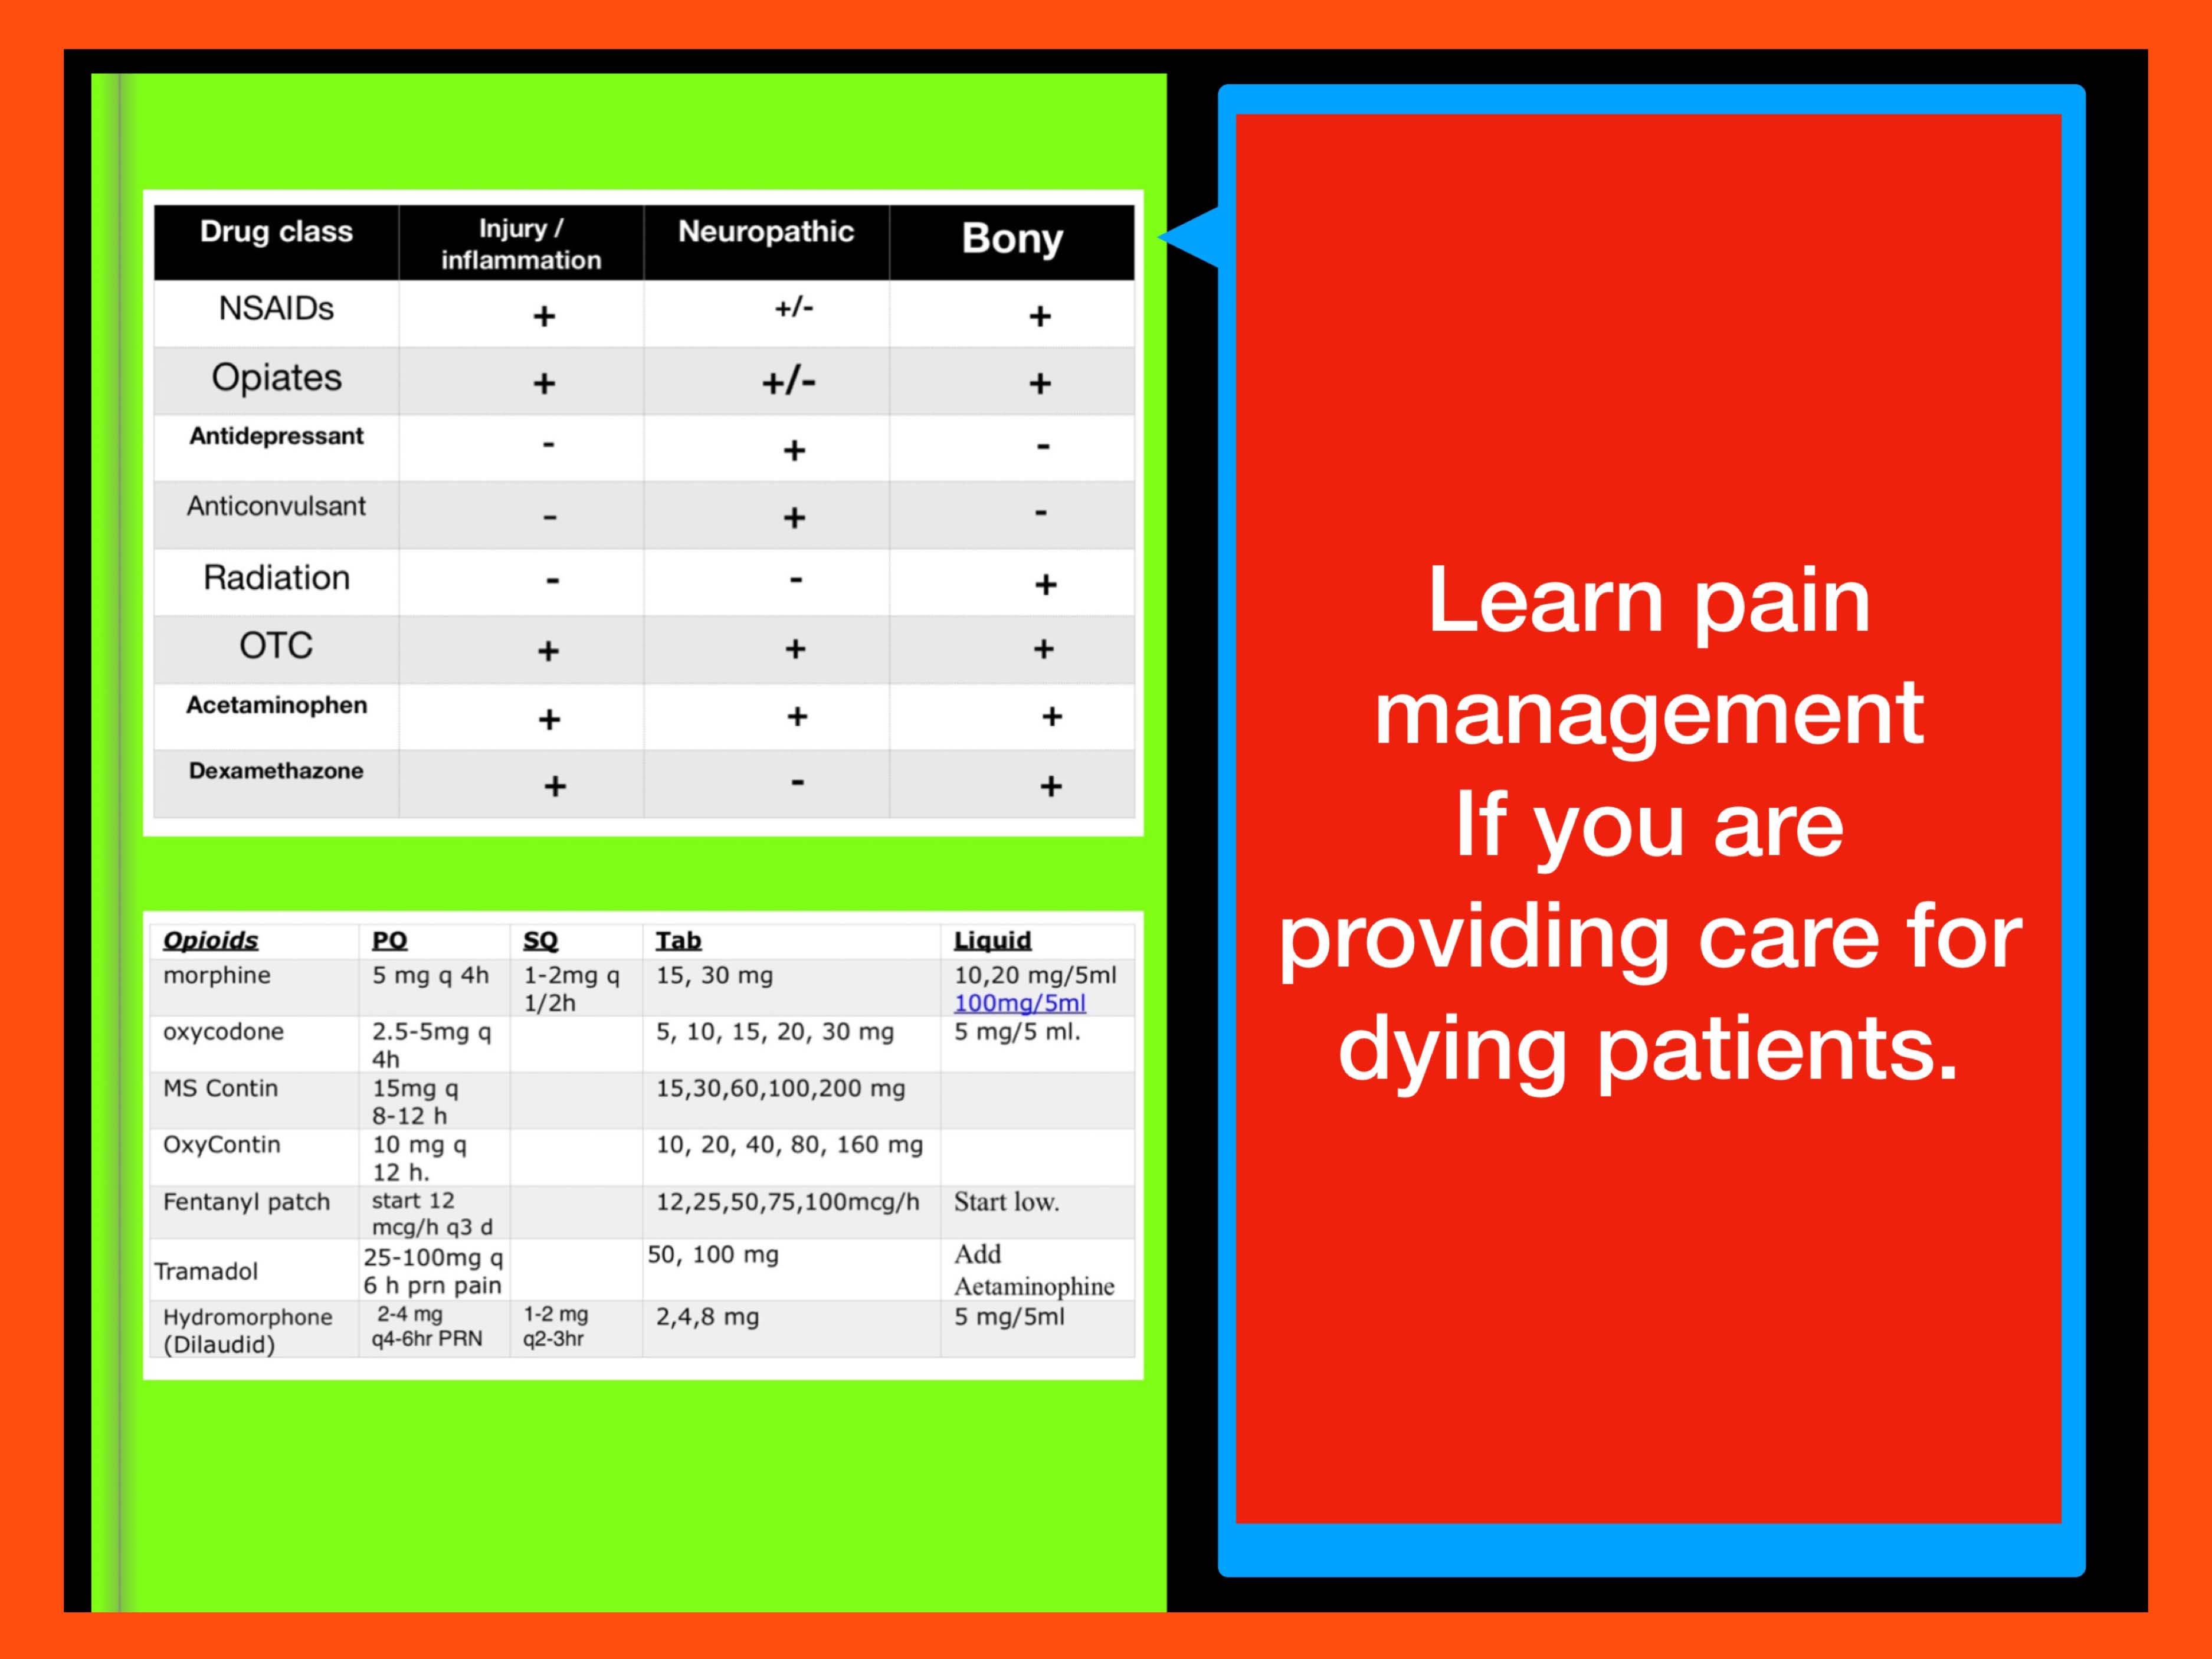 Drug class Injury / inflammation Neuropathic Bony
NSAIDs + +/- +
Opiates + +/- +
Antidepressant - + -
Anticonvulsant - + -
Radiation - - +
OTC + + +
Acetaminophen + + +
Dexamethazone + - +
Opioids PO SQ Tab Liquid
morphine 5 mg q 4h 1-2mg q 1/2h 15, 30 mg 10,20 mg/5ml 100mg/5ml
oxycodone 2.5-5mg q 4h 5, 10, 15, 20, 30 mg 5 mg/5 ml.
MS Contin 15mg q 8-12 h 15,30,60,100,200 mg
OxyContin 10 mg q 12 h. 10, 20, 40, 80, 160 mg
Fentanyl patch start 12 mcg/h q3 d 12,25,50,75,100mcg/h Start low.
Tramadol 25-100mg q 6 h prn pain 50, 100 mg Add Aetaminophine
Hydromorphone (Dilaudid) 2-4 mg q4-6hr PRN 1-2 mg q2-3hr 2,4,8 mg 5 mg/5ml
Learn pain
management
If you are
providing care for
dying patients.